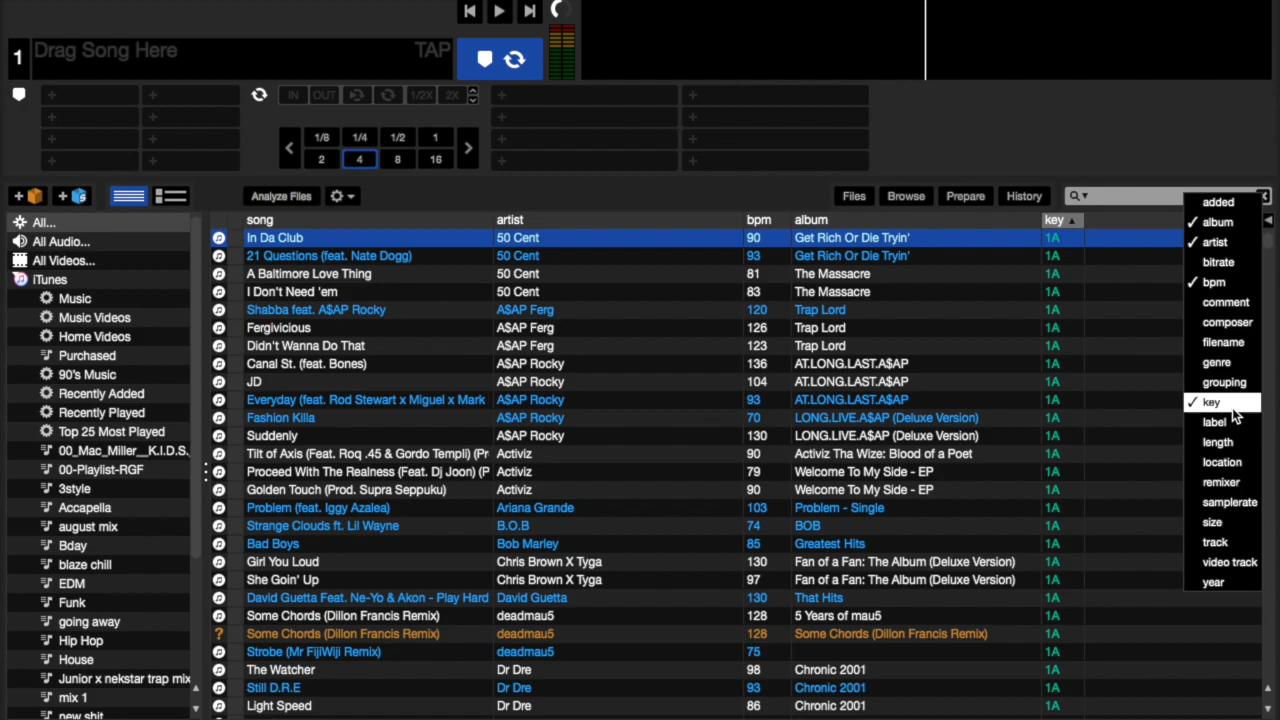 1 Drag Song Here TAP
IN OUT 1/2X 2X
1/8 1/4 1/2 1
2 4 8 16
Analyze Files Files Browse Prepare History
All...
All Audio...
All Videos...
iTunes
Music
Music Videos
Home Videos
Purchased
90's Music
Recently Added
Recently Played
Top 25 Most Played
00_Mac_Miller__K.I.D.S.
00-Playlist-RGF
3style
Accapella
august mix
Bday
blaze chill
EDM
Funk
going away
Hip Hop
House
Junior x nekstar trap mix
mix 1
new shit
song artist bpm album key
In Da Club 50 Cent 90 Get Rich Or Die Tryin' 1A
21 Questions (feat. Nate Dogg) 50 Cent 93 Get Rich Or Die Tryin' 1A
A Baltimore Love Thing 50 Cent 81 The Massacre 1A
I Don't Need 'em 50 Cent 83 The Massacre 1A
Shabba feat. A$AP Rocky A$AP Ferg 120 Trap Lord 1A
Fergivicious A$AP Ferg 126 Trap Lord 1A
Didn't Wanna Do That A$AP Ferg 123 Trap Lord 1A
Canal St. (feat. Bones) A$AP Rocky 136 AT.LONG.LAST.A$AP 1A
JD A$AP Rocky 104 AT.LONG.LAST.A$AP 1A
Everyday (feat. Rod Stewart x Miguel x Mark A$AP Rocky 93 AT.LONG.LAST.A$AP 1A
Fashion Killa A$AP Rocky 70 LONG.LIVE.A$AP (Deluxe Version) 1A
Suddenly A$AP Rocky 130 LONG.LIVE.A$AP (Deluxe Version) 1A
Tilt of Axis (Feat. Roq .45 & Gordo Templi) (Pr Activiz 90 Activiz Tha Wize: Blood of a Poet 1A
Proceed With The Realness (Feat. Dj Joon) (P Activiz 79 Welcome To My Side - EP 1A
Golden Touch (Prod. Supra Seppuku) Activiz 90 Welcome To My Side - EP 1A
Problem (feat. Iggy Azalea) Ariana Grande 103 Problem - Single 1A
Strange Clouds ft. Lil Wayne B.O.B 74 BOB 1A
Bad Boys Bob Marley 85 Greatest Hits 1A
Girl You Loud Chris Brown X Tyga 130 Fan of a Fan: The Album (Deluxe Version) 1A
She Goin' Up Chris Brown X Tyga 97 Fan of a Fan: The Album (Deluxe Version) 1A
David Guetta Feat. Ne-Yo & Akon - Play Hard David Guetta 130 That Hits 1A
Some Chords (Dillon Francis Remix) deadmau5 128 5 Years of mau5 1A
Some Chords (Dillon Francis Remix) deadmau5 128 Some Chords (Dillon Francis Remix) 1A
Strobe (Mr FijiWiji Remix) deadmau5 75 1A
The Watcher Dr Dre 98 Chronic 2001 1A
Still D.R.E Dr Dre 93 Chronic 2001 1A
Light Speed Dr Dre 86 Chronic 2001 1A
added
album
artist
bitrate
bpm
comment
composer
filename
genre
grouping
key
label
length
location
remixer
samplerate
size
track
video track
year